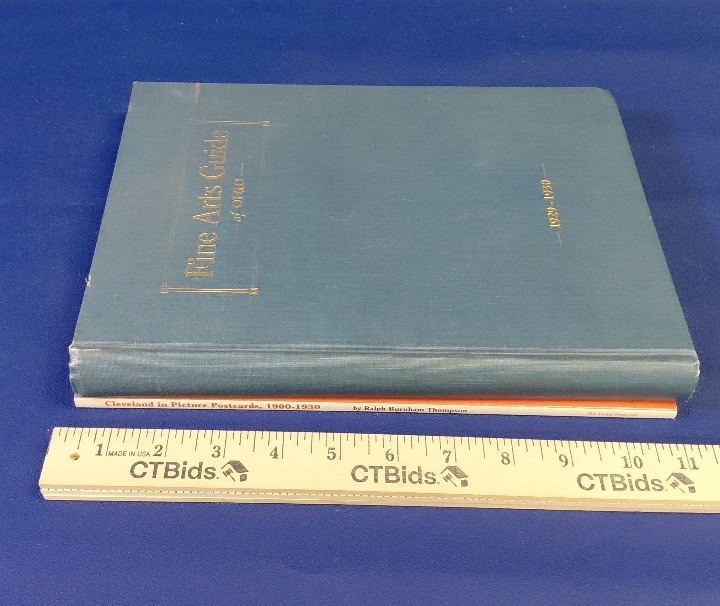 Fine Arts Guide
of OHIO
1929-1930
Cleveland in Picture Postcards, 1900-1930 by Ralph Burnham Thompson
1 2 3 4 5 6 7 8 9 10 11
MADE IN USA
CTBids. CTBids. CTBids.